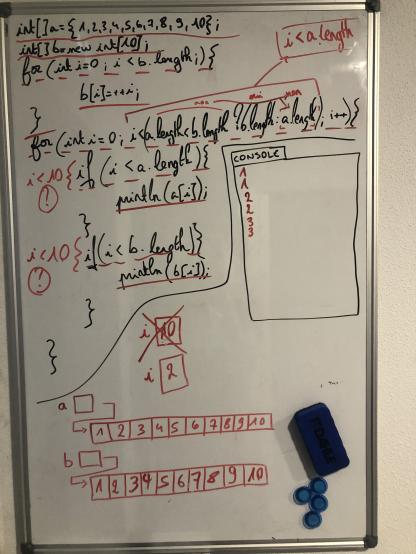 int[] a = {1,2,3,4,5,6,7,8,9,10};
int[] b = new int[10];
i < a.length
for (int i=0; i < b.length;){
b[i]=++i;
}
for (int i=0; i<(a.length<b.length ? b.length : a.length); i++){
i<10 { if (i < a.length){
?
println(a[i]);
}
i<10 { if (i < b.length){
?
println(b[i]);
}
}
}
CONSOLE
1
1
2
2
3
3
i 10
i 2
a
1 2 3 4 5 6 7 8 9 10
b
1 2 3 4 5 6 7 8 9 10